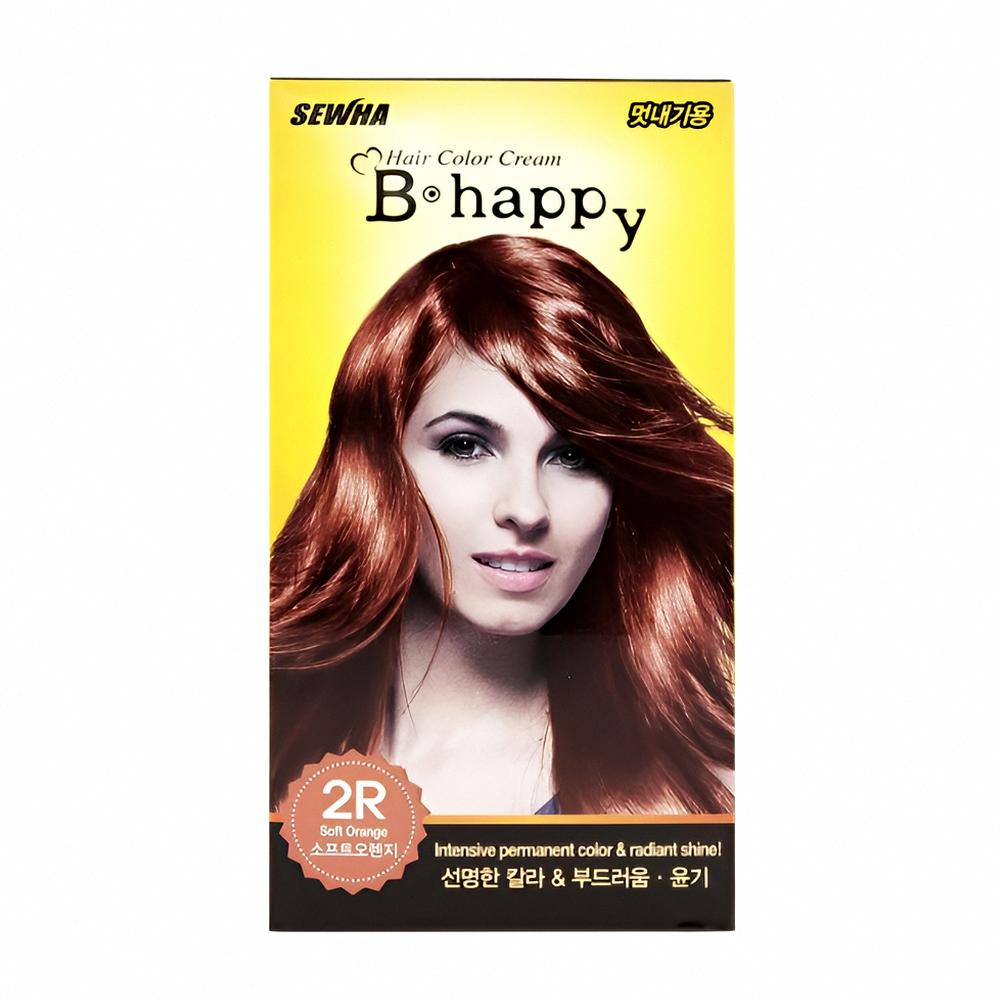 SEWHA
멋내기용
Hair Color Cream
B·happy
2R
Soft Orange
소프트오렌지
Intensive permanent color & radiant shine!
선명한 칼라 & 부드러움 · 윤기